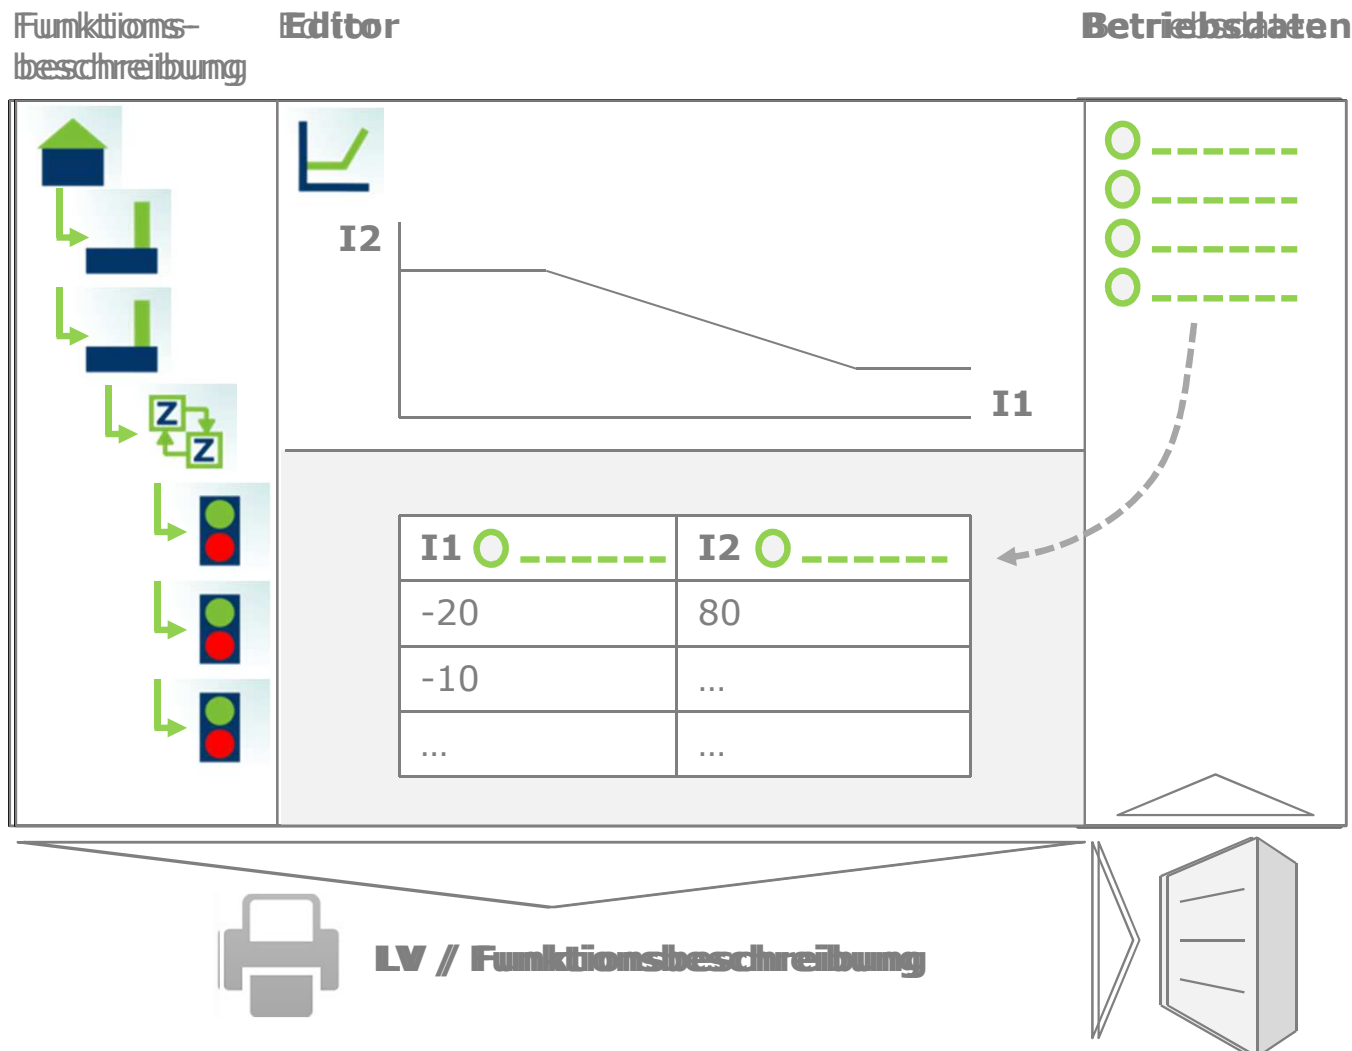 Funktions-
beschreibung
Editor
Betriebsdaten
I2
I1
Z
Z
I1 I2
-20 80
-10 ...
... ...
LV / Funktionsbeschreibung